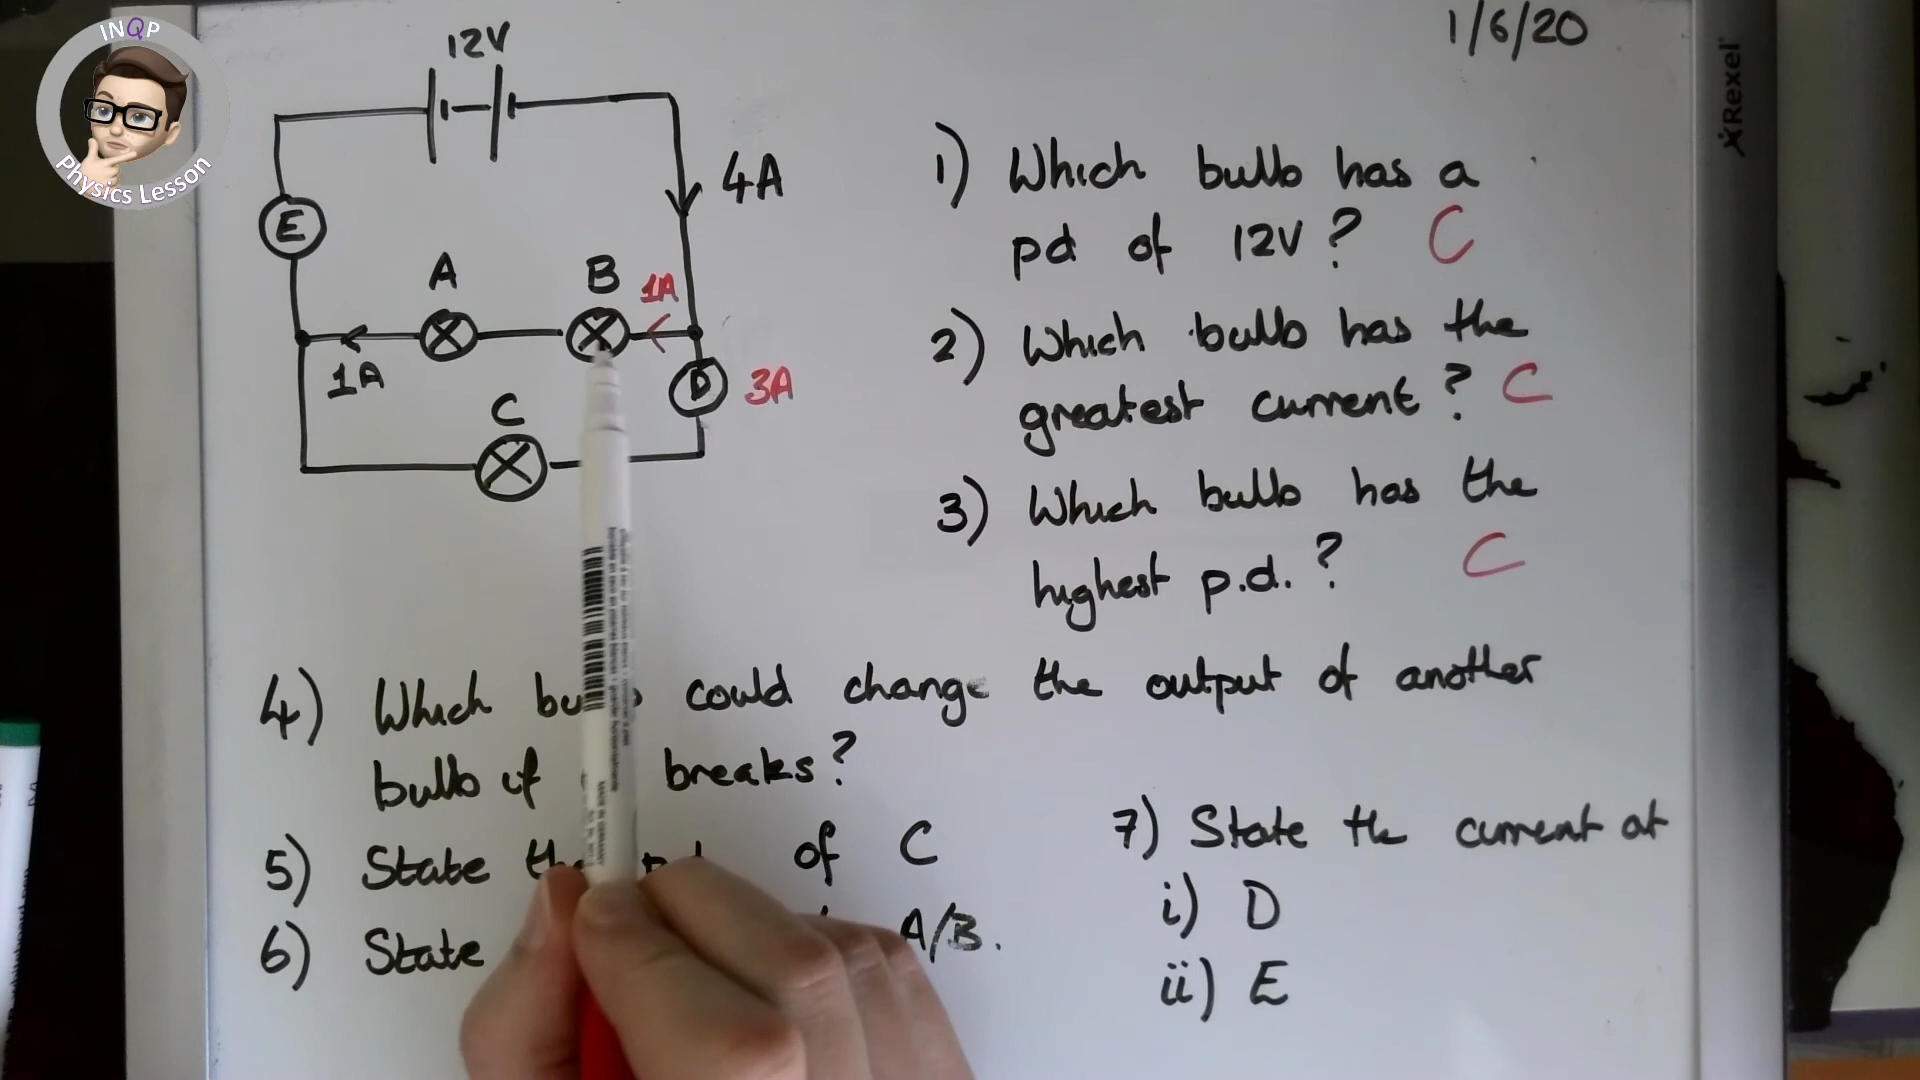 INQP
Physics Lesson
12V
1/6/20
Rexel
4A
E
A
B
1A
1A
D
3A
C
1) Which bulb has a
pd of 12V? C
2) Which bulb has the
greatest current? C
3) Which bulb has the
highest p.d.? C
4) Which could change the output of another
bulb if breaks?
5) State of C
6) State A/B.
7) State the current at
i) D
ii) E